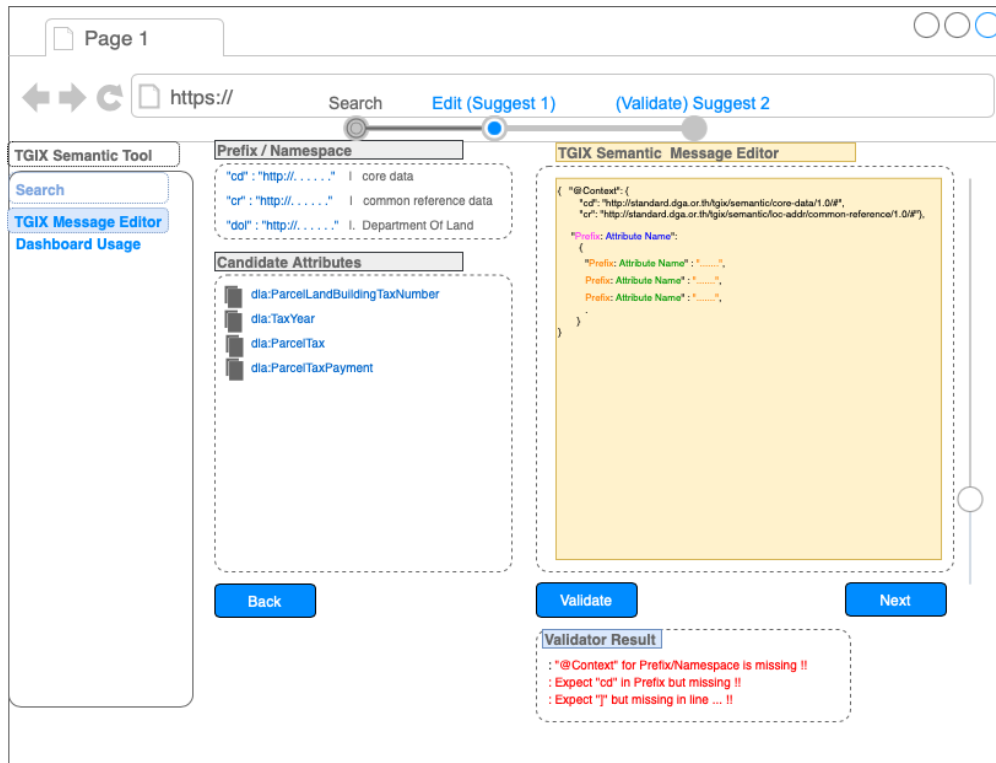 Page 1
https://
Search
Edit (Suggest 1)
(Validate) Suggest 2
TGIX Semantic Tool
Search
TGIX Message Editor
Dashboard Usage
Prefix / Namespace
"cd" : "http://. . . . . ." | core data
"cr" : "http://. . . . . ." | common reference data
"dol" : "http://. . . . . ." |. Department Of Land
Candidate Attributes
dla:ParcelLandBuildingTaxNumber
dla:TaxYear
dla:ParcelTax
dla:ParcelTaxPayment
Back
TGIX Semantic Message Editor
{ "@Context": {
"cd": "http://standard.dga.or.th/tgix/semantic/core-data/1.0/#",
"cr": "http://standard.dga.or.th/tgix/semantic/loc-addr/common-reference/1.0/#"},
"Prefix: Attribute Name":
{
"Prefix: Attribute Name" : ".......",
Prefix: Attribute Name" : ".......",
Prefix: Attribute Name" : ".......",
.
}
}
Validate
Next
Validator Result
: "@Context" for Prefix/Namespace is missing !!
: Expect "cd" in Prefix but missing !!
: Expect "]" but missing in line ... !!